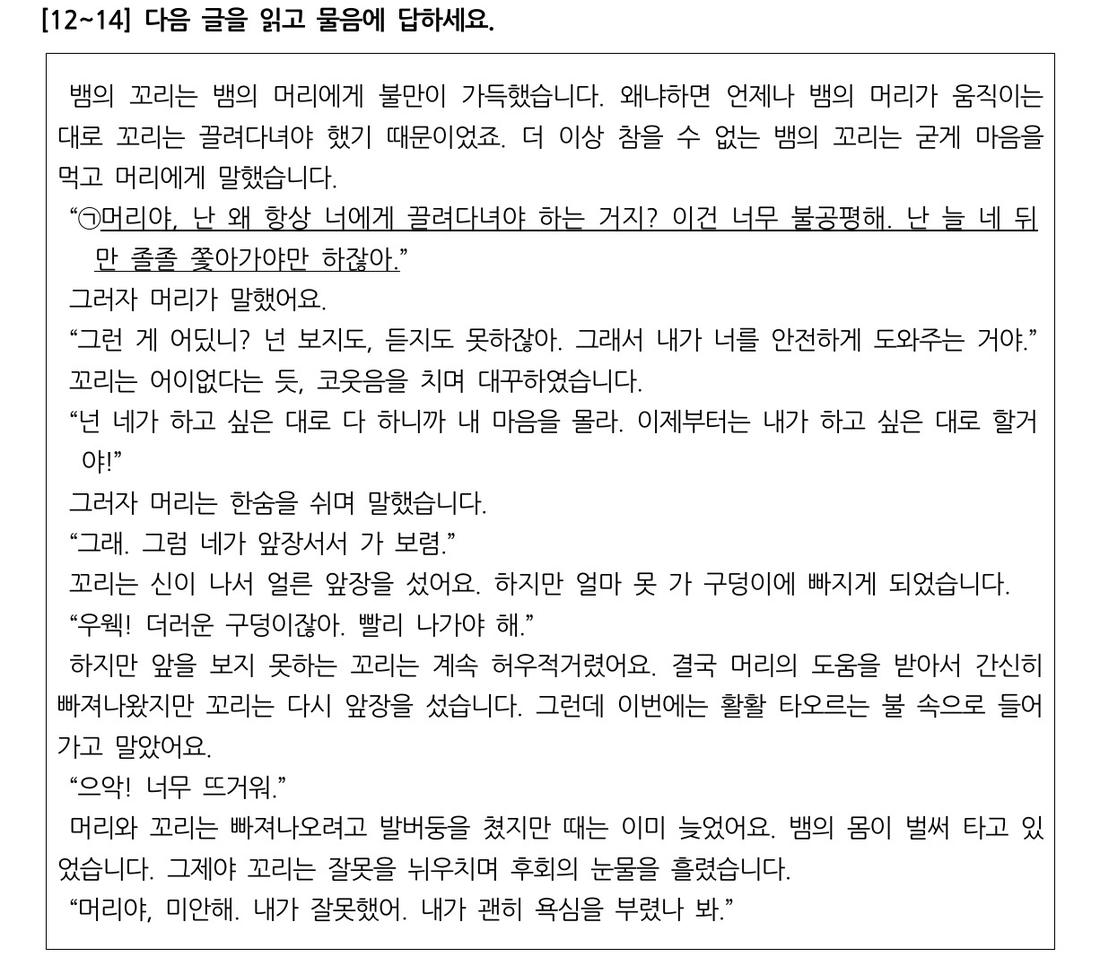 [12~14] 다음 글을 읽고 물음에 답하세요.
뱀의 꼬리는 뱀의 머리에게 불만이 가득했습니다. 왜냐하면 언제나 뱀의 머리가 움직이는
대로 꼬리는 끌려다녀야 했기 때문이었죠. 더 이상 참을 수 없는 뱀의 꼬리는 굳게 마음을
먹고 머리에게 말했습니다.
“㉠머리야, 난 왜 항상 너에게 끌려다녀야 하는 거지? 이건 너무 불공평해. 난 늘 네 뒤
만 졸졸 쫓아가야만 하잖아.”
그러자 머리가 말했어요.
“그런 게 어딨니? 넌 보지도, 듣지도 못하잖아. 그래서 내가 너를 안전하게 도와주는 거야.”
꼬리는 어이없다는 듯, 코웃음을 치며 대꾸하였습니다.
“넌 네가 하고 싶은 대로 다 하니까 내 마음을 몰라. 이제부터는 내가 하고 싶은 대로 할거
야!”
그러자 머리는 한숨을 쉬며 말했습니다.
“그래. 그럼 네가 앞장서서 가 보렴.”
꼬리는 신이 나서 얼른 앞장을 섰어요. 하지만 얼마 못 가 구덩이에 빠지게 되었습니다.
“우웩! 더러운 구덩이잖아. 빨리 나가야 해.”
하지만 앞을 보지 못하는 꼬리는 계속 허우적거렸어요. 결국 머리의 도움을 받아서 간신히
빠져나왔지만 꼬리는 다시 앞장을 섰습니다. 그런데 이번에는 활활 타오르는 불 속으로 들어
가고 말았어요.
“으악! 너무 뜨거워.”
머리와 꼬리는 빠져나오려고 발버둥을 쳤지만 때는 이미 늦었어요. 뱀의 몸이 벌써 타고 있
었습니다. 그제야 꼬리는 잘못을 뉘우치며 후회의 눈물을 흘렸습니다.
“머리야, 미안해. 내가 잘못했어. 내가 괜히 욕심을 부렸나 봐.”